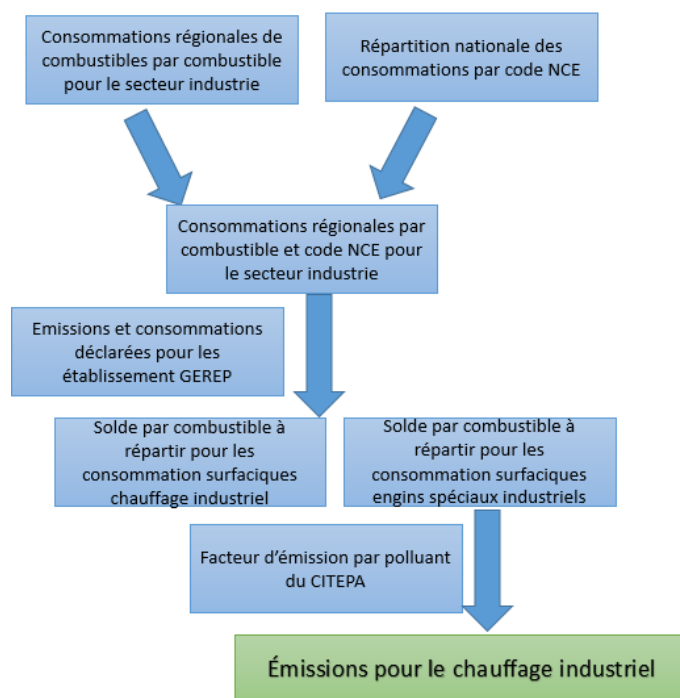 Consommations régionales de
combustibles par combustible
pour le secteur industrie
Répartition nationale des
consommations par code NCE
Consommations régionales par
combustible et code NCE pour
le secteur industrie
Emissions et consommations
déclarées pour les
établissement GEREP
Solde par combustible à
répartir pour les
consommation surfaciques
chauffage industriel
Solde par combustible à
répartir pour les
consommation surfaciques
engins spéciaux industriels
Facteur d'émission par polluant
du CITEPA
Émissions pour le chauffage industriel